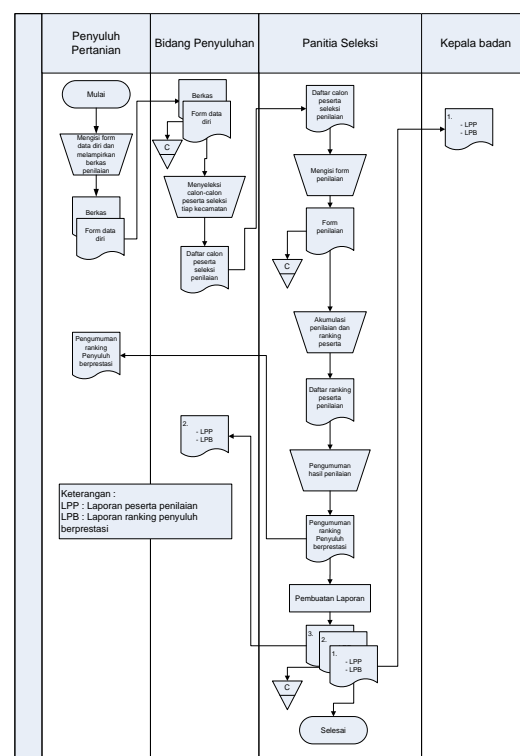 Penyuluh
Pertanian
Bidang Penyuluhan
Panitia Seleksi
Kepala badan
Mulai
Mengisi form
data diri dan
melampirkan
berkas
penilaian
Berkas
Form data
diri
Berkas
Form data
diri
C
Menyeleksi
calon-calon
peserta seleksi
tiap kecamatan
Daftar calon
peserta
seleksi
penilaian
Daftar calon
peserta
seleksi
penilaian
Mengisi form
penilaian
Form
penilaian
C
Akumulasi
penilaian dan
ranking
peserta
Daftar ranking
peserta
penilaian
Pengumuman
hasil penilaian
Pengumuman
ranking
Penyuluh
berprestasi
Pembuatan Laporan
3.
2.
1.
- LPP
- LPB
C
Selesai
1.
- LPP
- LPB
Pengumuman
ranking
Penyuluh
berprestasi
2.
- LPP
- LPB
Keterangan :
LPP : Laporan peserta penilaian
LPB : Laporan ranking penyuluh
berprestasi